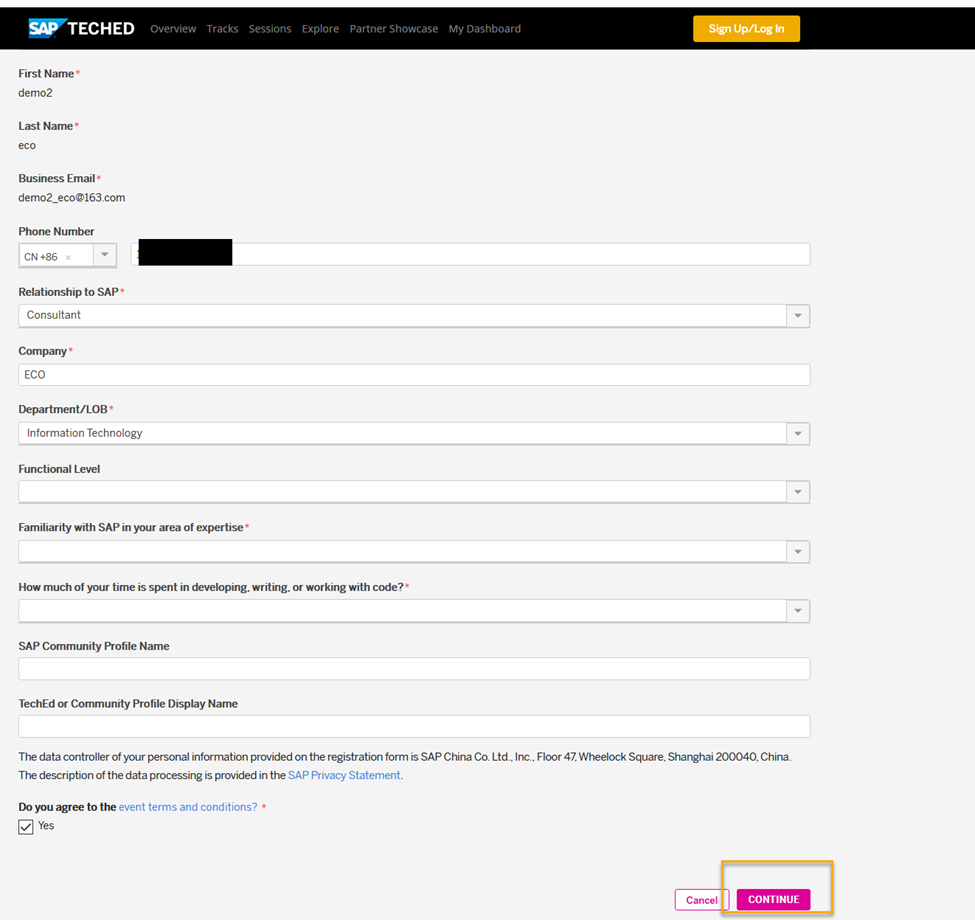 SAP TECHED Overview Tracks Sessions Explore Partner Showcase My Dashboard Sign Up/Log In
First Name*
demo2
Last Name*
eco
Business Email*
demo2_eco@163.com
Phone Number
CN +86 ×
Relationship to SAP*
Consultant
Company*
ECO
Department/LOB*
Information Technology
Functional Level
Familiarity with SAP in your area of expertise*
How much of your time is spent in developing, writing, or working with code?*
SAP Community Profile Name
TechEd or Community Profile Display Name
The data controller of your personal information provided on the registration form is SAP China Co. Ltd., Inc., Floor 47, Wheelock Square, Shanghai 200040, China.
The description of the data processing is provided in the SAP Privacy Statement.
Do you agree to the event terms and conditions? *
Yes
Cancel CONTINUE